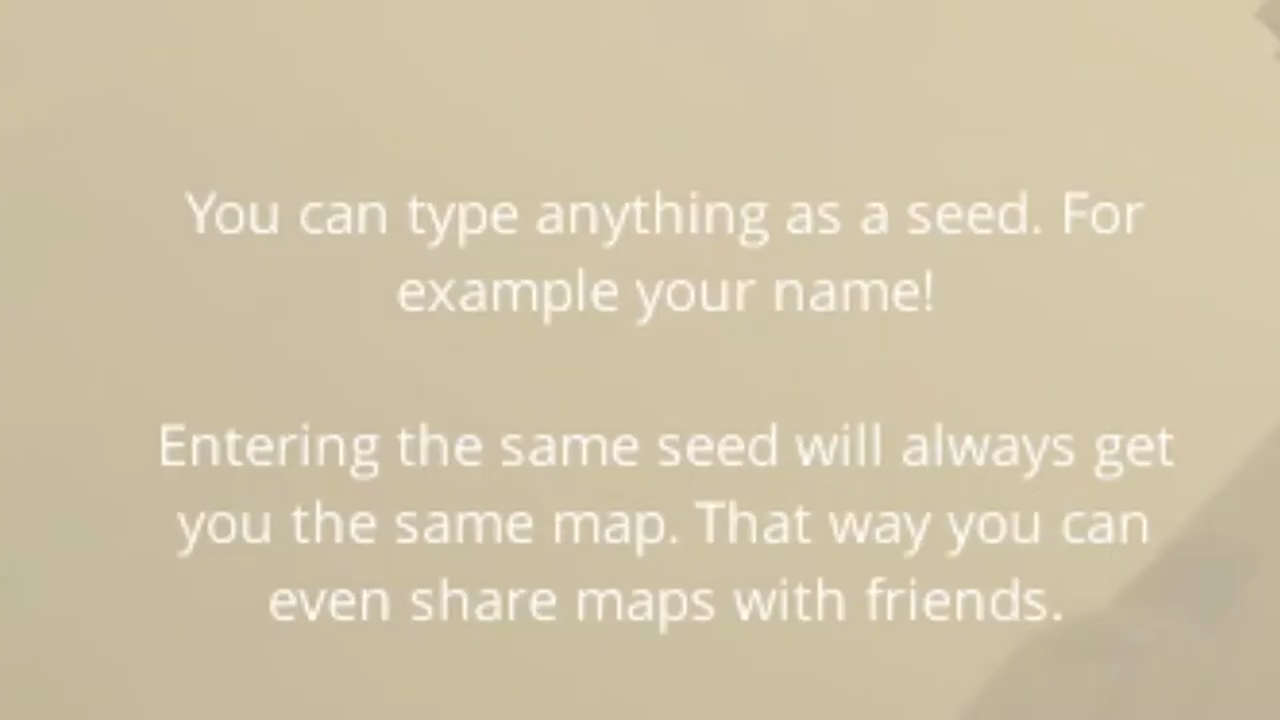 You can type anything as a seed. For
example your name!
Entering the same seed will always get
you the same map. That way you can
even share maps with friends.